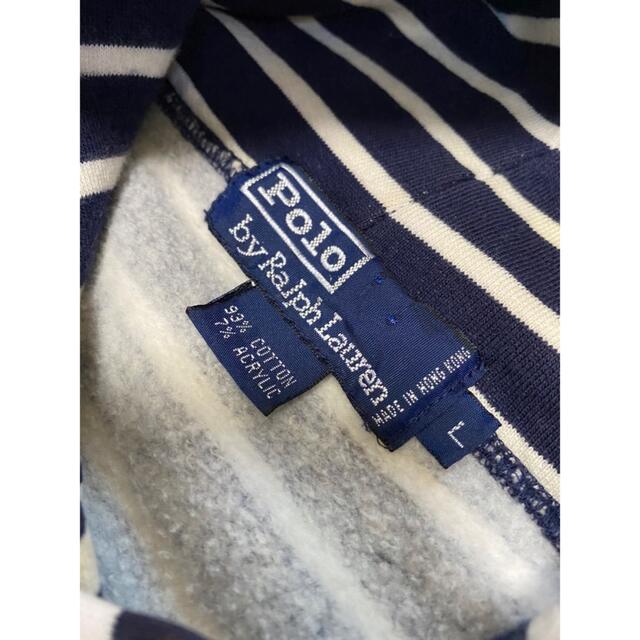 Polo
by Ralph Lauren
MADE IN HONG KONG
L
93% COTTON
7% ACRYLIC